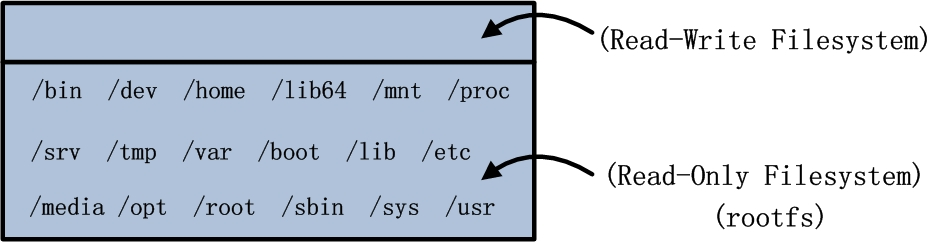 (Read-Write Filesystem)
/bin /dev /home /lib64 /mnt /proc
/srv /tmp /var /boot /lib /etc
/media /opt /root /sbin /sys /usr
(Read-Only Filesystem)
(rootfs)